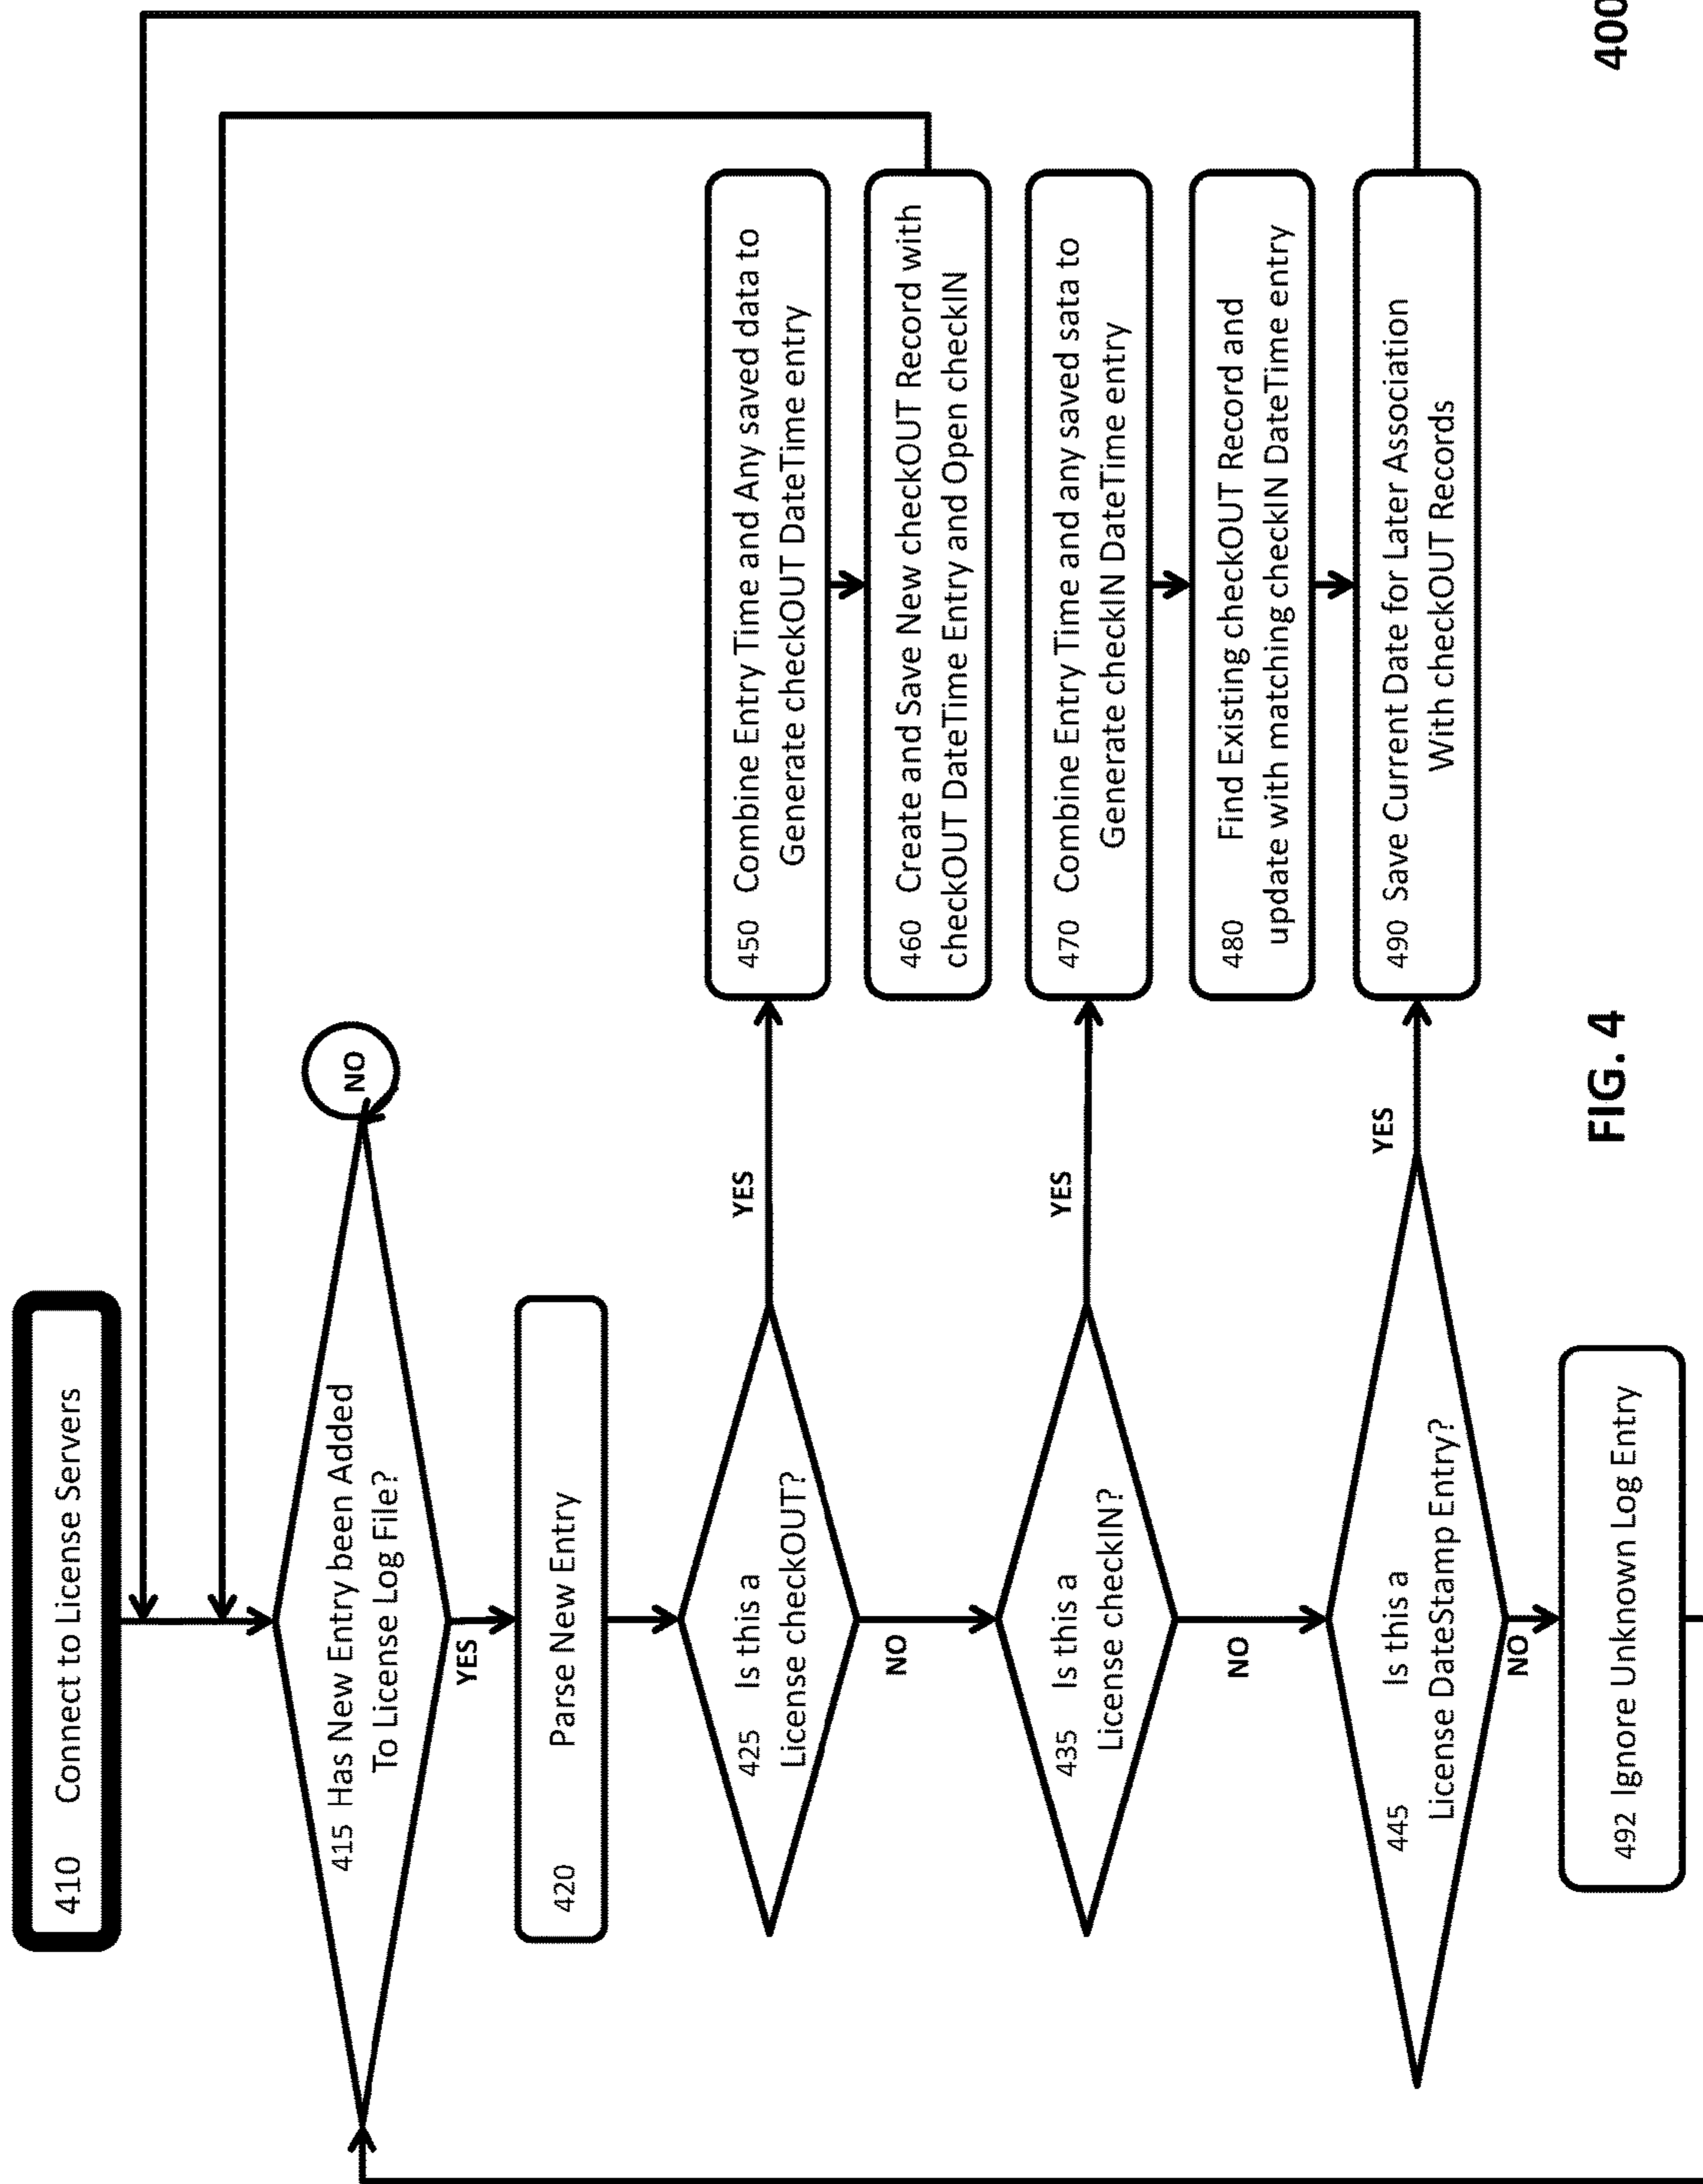 410 Connect to License Servers
415 Has New Entry been Added
To License Log File?
NO
YES
420 Parse New Entry
425 Is this a
License checkOUT?
YES
NO
450 Combine Entry Time and Any saved data to
Generate checkOUT DateTime entry
460 Create and Save New checkOUT Record with
checkOUT DateTime Entry and Open checkIN
435 Is this a
License checkIN?
YES
NO
470 Combine Entry Time and any saved sata to
Generate checkIN DateTime entry
480 Find Existing checkOUT Record and
update with matching checkIN DateTime entry
445 Is this a
License DateStamp Entry?
YES
NO
490 Save Current Date for Later Association
With checkOUT Records
492 Ignore Unknown Log Entry
FIG. 4
400